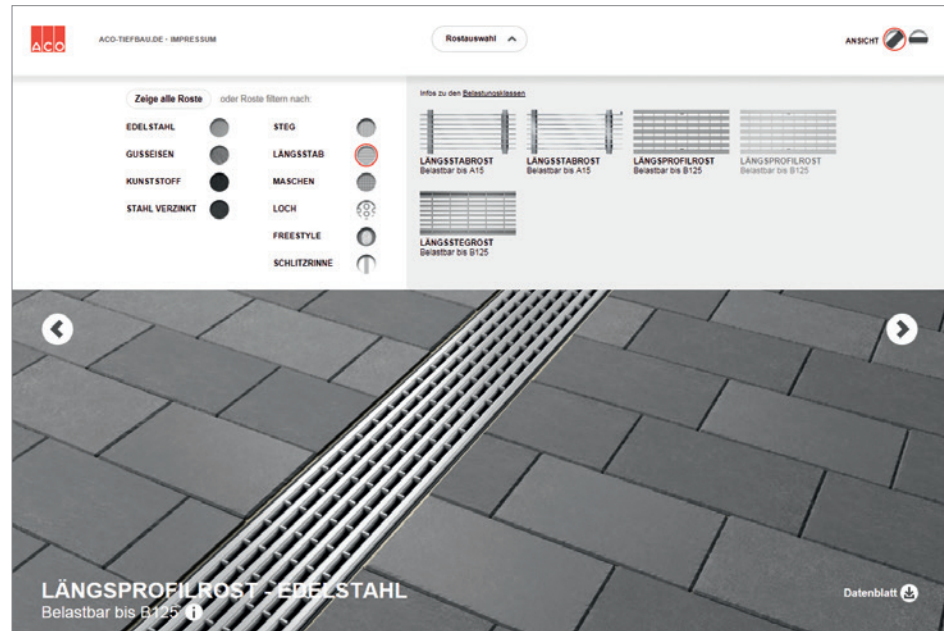 ACO
ACO-TIEFBAU.DE - IMPRESSUM
Rostauswahl
ANSICHT
Zeige alle Roste
oder Roste filtern nach:
EDELSTAHL
GUSSEISEN
KUNSTSTOFF
STAHL VERZINKT
STEG
LÄNGSSTAB
MASCHEN
LOCH
FREESTYLE
SCHLITZRINNE
Infos zu den Belastungsklassen
LÄNGSSTABROST
Belastbar bis A15
LÄNGSSTABROST
Belastbar bis A15
LÄNGSPROFILROST
Belastbar bis B125
LÄNGSPROFILROST
Belastbar bis B125
LÄNGSSTEGROST
Belastbar bis B125
LÄNGSPROFILROST - EDELSTAHL
Belastbar bis B125 i
Datenblatt